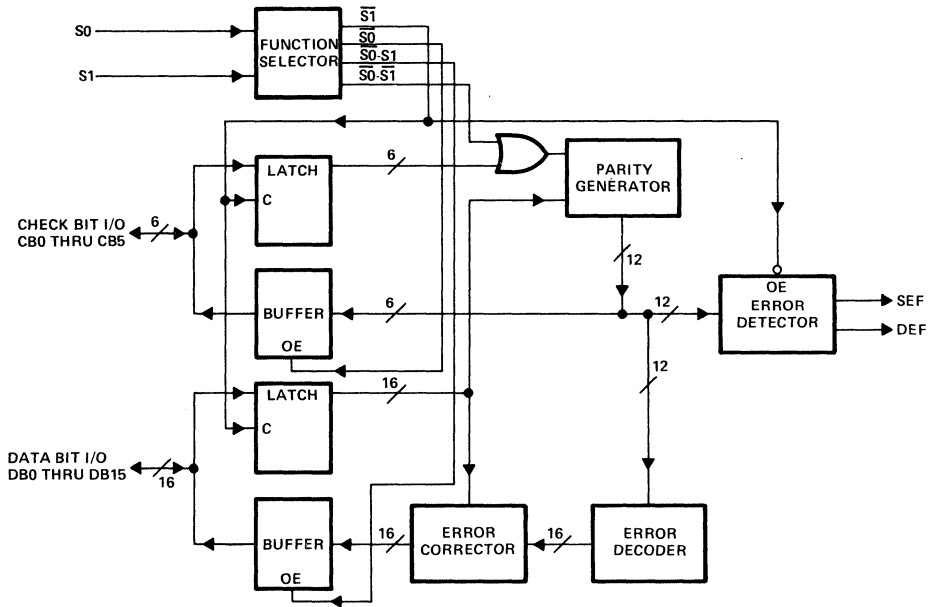 S0
S1
FUNCTION
SELECTOR
S̅1̅
S̅0̅
S̅0̅·S1
S̅0̅·S̅1̅
LATCH
C
6
PARITY
GENERATOR
CHECK BIT I/O
CB0 THRU CB5
6
12
BUFFER
OE
6
12
OE
ERROR
DETECTOR
SEF
DEF
LATCH
C
16
12
DATA BIT I/O
DB0 THRU DB15
16
BUFFER
OE
16
ERROR
CORRECTOR
16
ERROR
DECODER